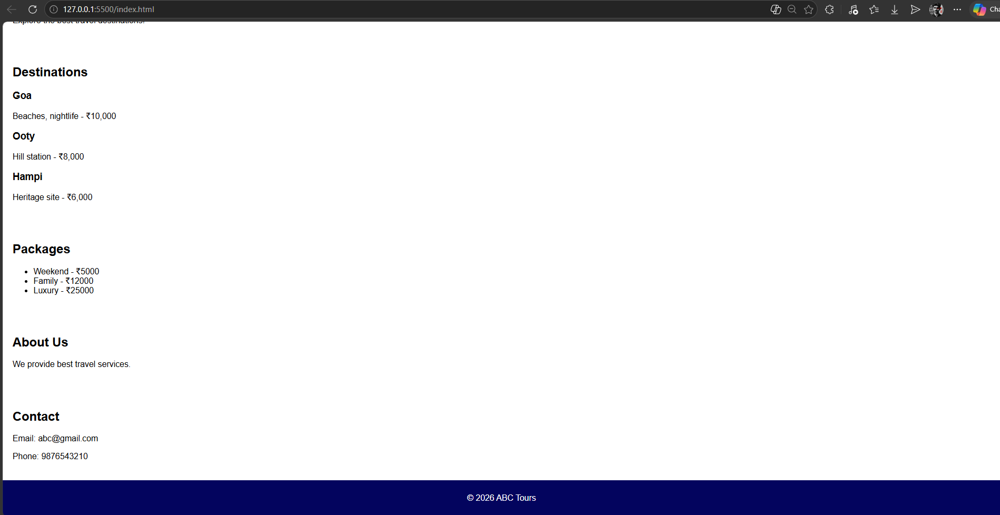 127.0.0.1:5500/index.html
Cha
Explore the best travel destinations.
Destinations
Goa
Beaches, nightlife - ₹10,000
Ooty
Hill station - ₹8,000
Hampi
Heritage site - ₹6,000
Packages
Weekend - ₹5000
Family - ₹12000
Luxury - ₹25000
About Us
We provide best travel services.
Contact
Email: abc@gmail.com
Phone: 9876543210
© 2026 ABC Tours